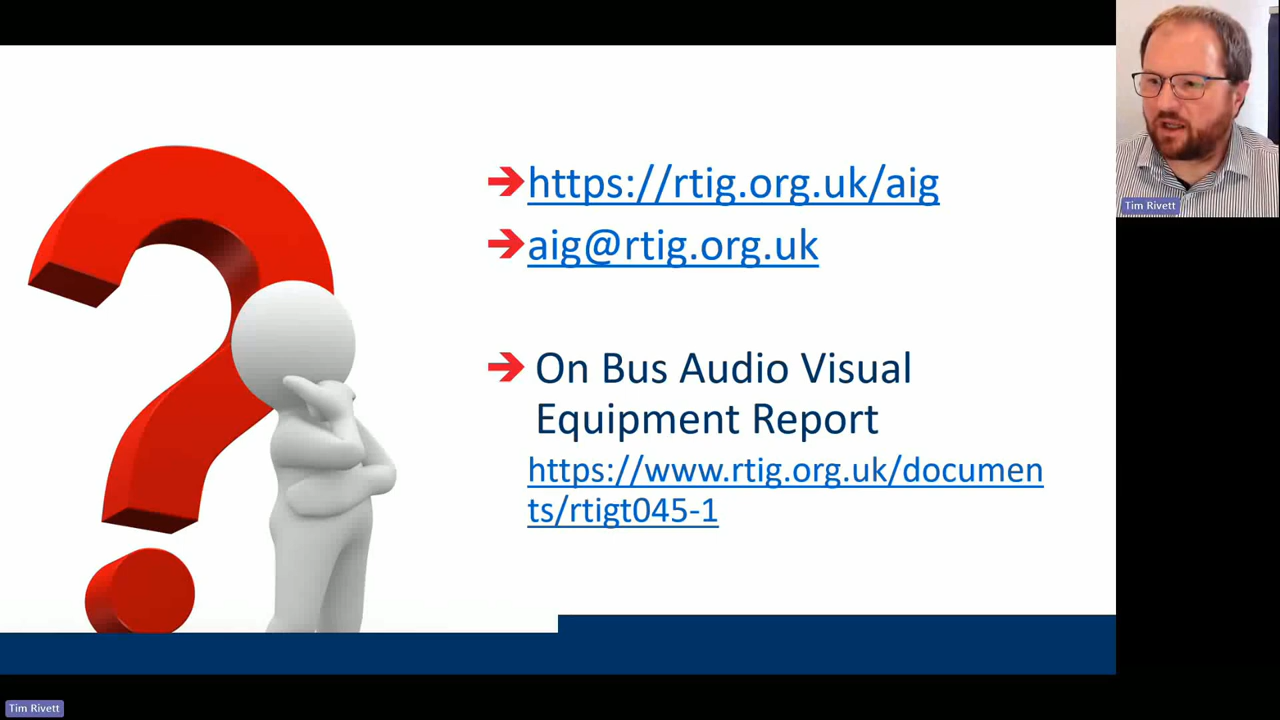 https://rtig.org.uk/aig
aig@rtig.org.uk
On Bus Audio Visual
Equipment Report
https://www.rtig.org.uk/documen
ts/rtigt045-1
Tim Rivett
Tim Rivett